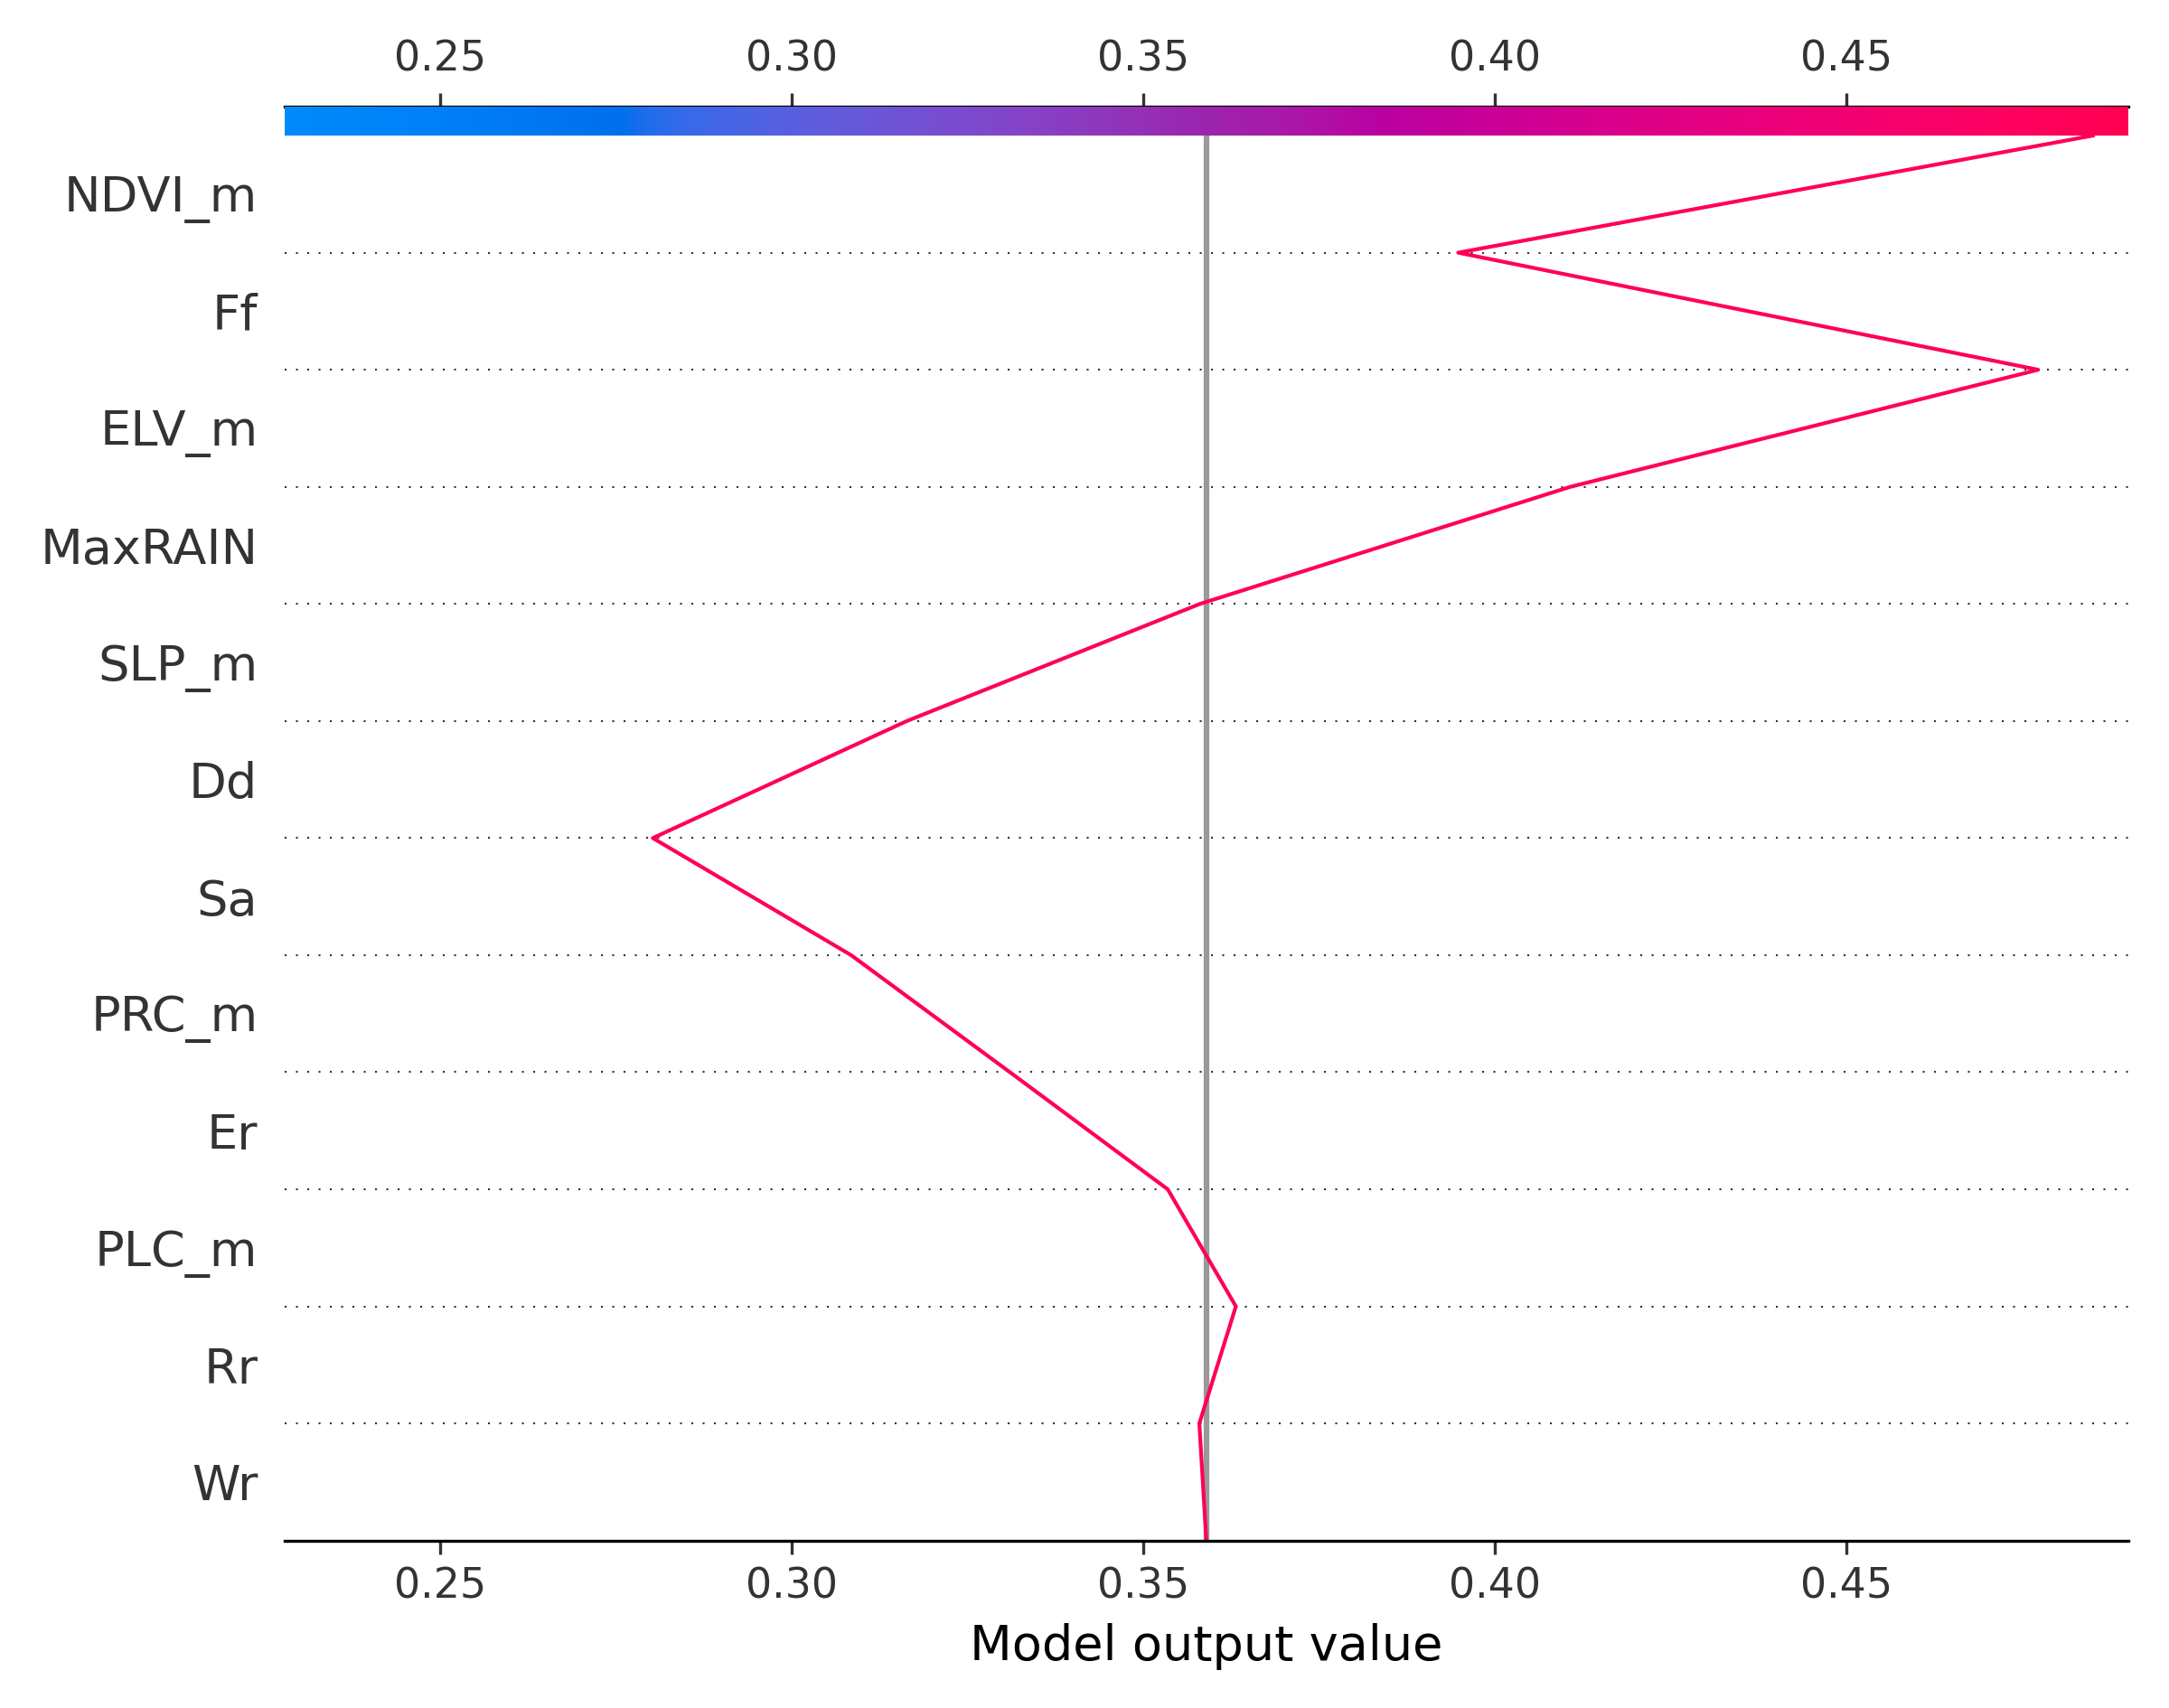 0.25 0.30 0.35 0.40 0.45
NDVI_m
Ff
ELV_m
MaxRAIN
SLP_m
Dd
Sa
PRC_m
Er
PLC_m
Rr
Wr
0.25 0.30 0.35 0.40 0.45
Model output value